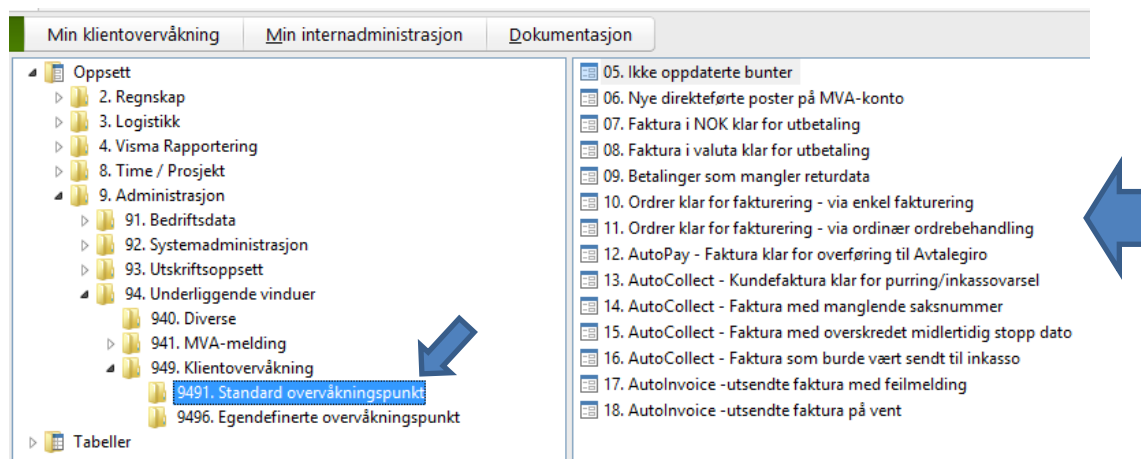 Min klientovervåkning Min internadministrasjon Dokumentasjon
Oppsett
2. Regnskap
3. Logistikk
4. Visma Rapportering
8. Time / Prosjekt
9. Administrasjon
91. Bedriftsdata
92. Systemadministrasjon
93. Utskriftsoppsett
94. Underliggende vinduer
940. Diverse
941. MVA-melding
949. Klientovervåkning
9491. Standard overvåkningspunkt
9496. Egendefinerte overvåkningspunkt
Tabeller
05. Ikke oppdaterte bunter
06. Nye direkteførte poster på MVA-konto
07. Faktura i NOK klar for utbetaling
08. Faktura i valuta klar for utbetaling
09. Betalinger som mangler returdata
10. Ordrer klar for fakturering - via enkel fakturering
11. Ordrer klar for fakturering - via ordinær ordrebehandling
12. AutoPay - Faktura klar for overføring til Avtalegiro
13. AutoCollect - Kundefaktura klar for purring/inkassovarsel
14. AutoCollect - Faktura med manglende saksnummer
15. AutoCollect - Faktura med overskredet midlertidig stopp dato
16. AutoCollect - Faktura som burde vært sendt til inkasso
17. AutoInvoice -utsendte faktura med feilmelding
18. AutoInvoice -utsendte faktura på vent